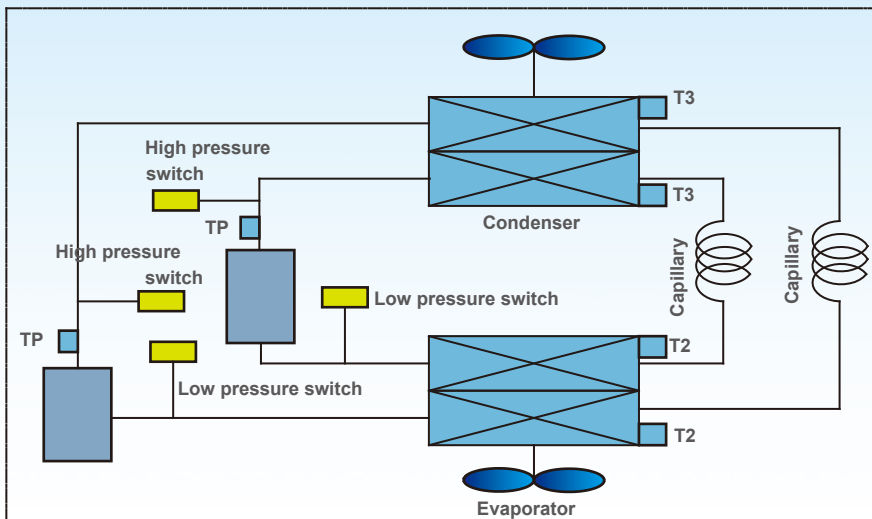 T3
High pressure
switch
T3
TP
Condenser
High pressure
switch
Capillary
Capillary
Low pressure switch
TP
T2
Low pressure switch
T2
Evaporator